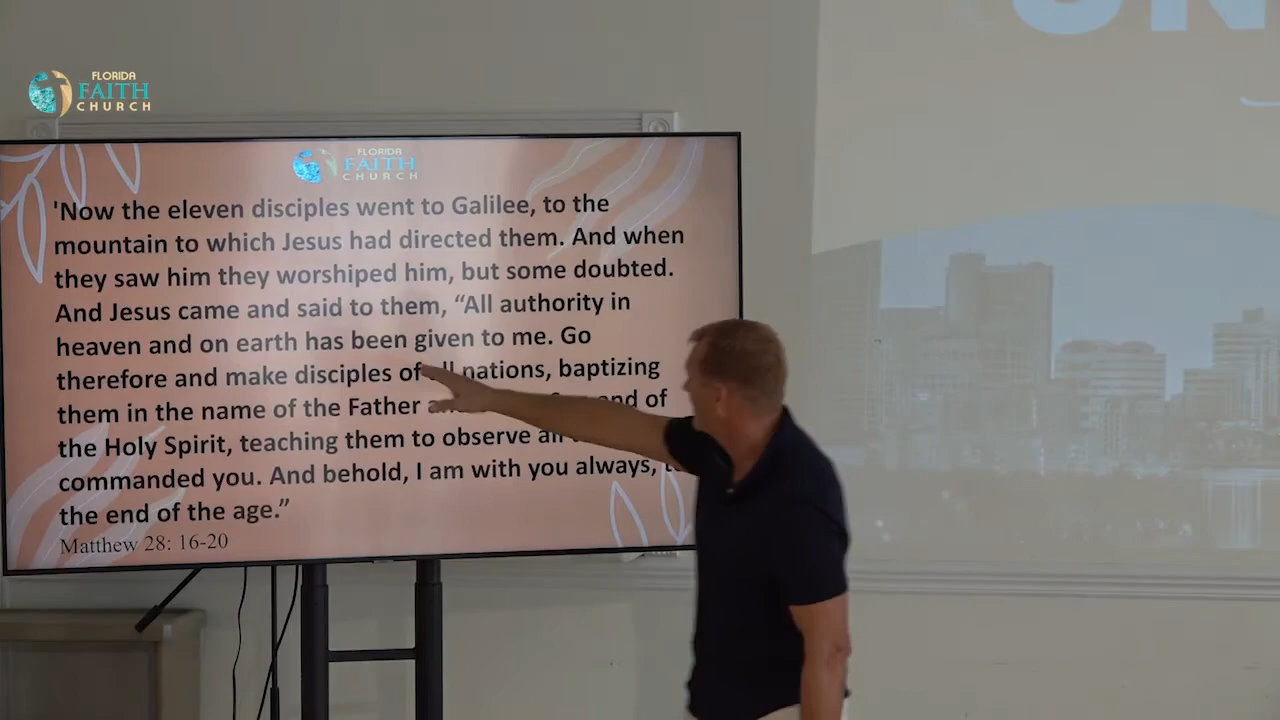 FLORIDA
FAITH
CHURCH
FLORIDA
FAITH
CHURCH
'Now the eleven disciples went to Galilee, to the
mountain to which Jesus had directed them. And when
they saw him they worshiped him, but some doubted.
And Jesus came and said to them, “All authority in
heaven and on earth has been given to me. Go
therefore and make disciples of all nations, baptizing
them in the name of the Father and of
the Holy Spirit, teaching them to observe all
commanded you. And behold, I am with you always, to
the end of the age.”
Matthew 28: 16-20